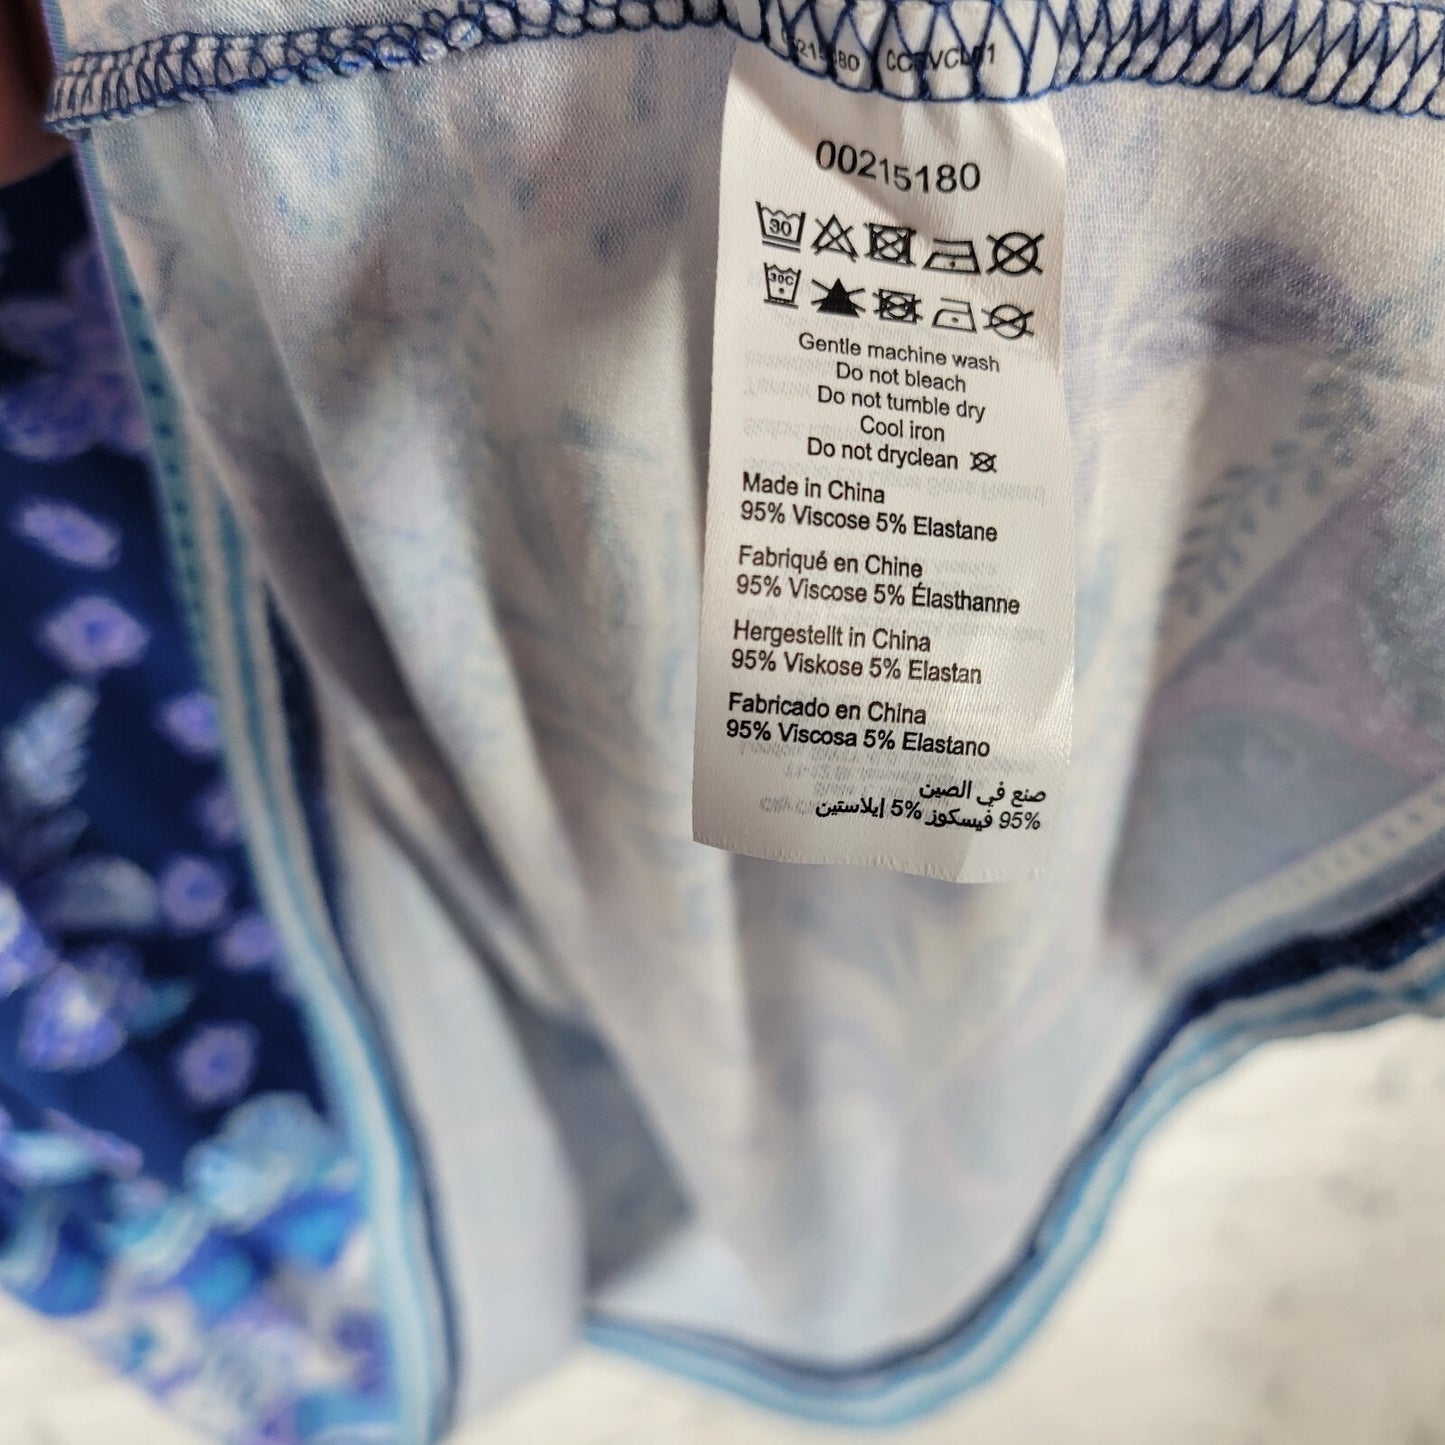 00215180
30
30C
Gentle machine wash
Do not bleach
Do not tumble dry
Cool iron
Do not dryclean
Made in China
95% Viscose 5% Elastane
Fabriqué en Chine
95% Viscose 5% Élasthanne
Hergestellt in China
95% Viskose 5% Elastan
Fabricado en China
95% Viscosa 5% Elastano
صنع في الصين
95% فيسكوز 5% إيلاستين